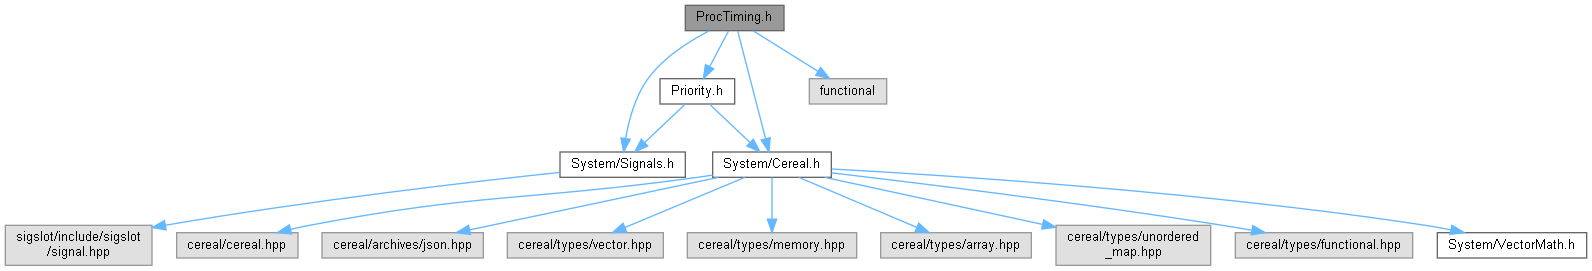 ProcTiming.h
Priority.h
functional
System/Signals.h
System/Cereal.h
sigslot/include/sigslot
/signal.hpp
cereal/cereal.hpp
cereal/archives/json.hpp
cereal/types/vector.hpp
cereal/types/memory.hpp
cereal/types/array.hpp
cereal/types/unordered
_map.hpp
cereal/types/functional.hpp
System/VectorMath.h